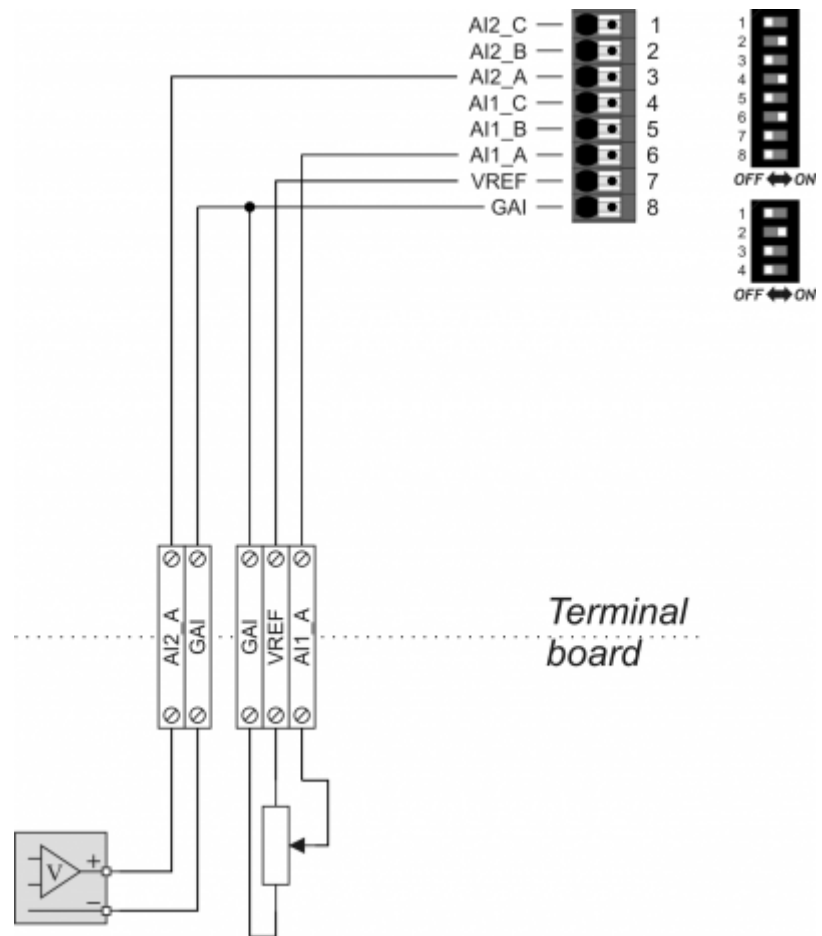 AI2_C 1
AI2_B 2
AI2_A 3
AI1_C 4
AI1_B 5
AI1_A 6
VREF 7
GAI 8
1
2
3
4
5
6
7
8
OFF ON
1
2
3
4
OFF ON
AI2_A
GAI
GAI
VREF
AI1_A
Terminal
board
V
+
−